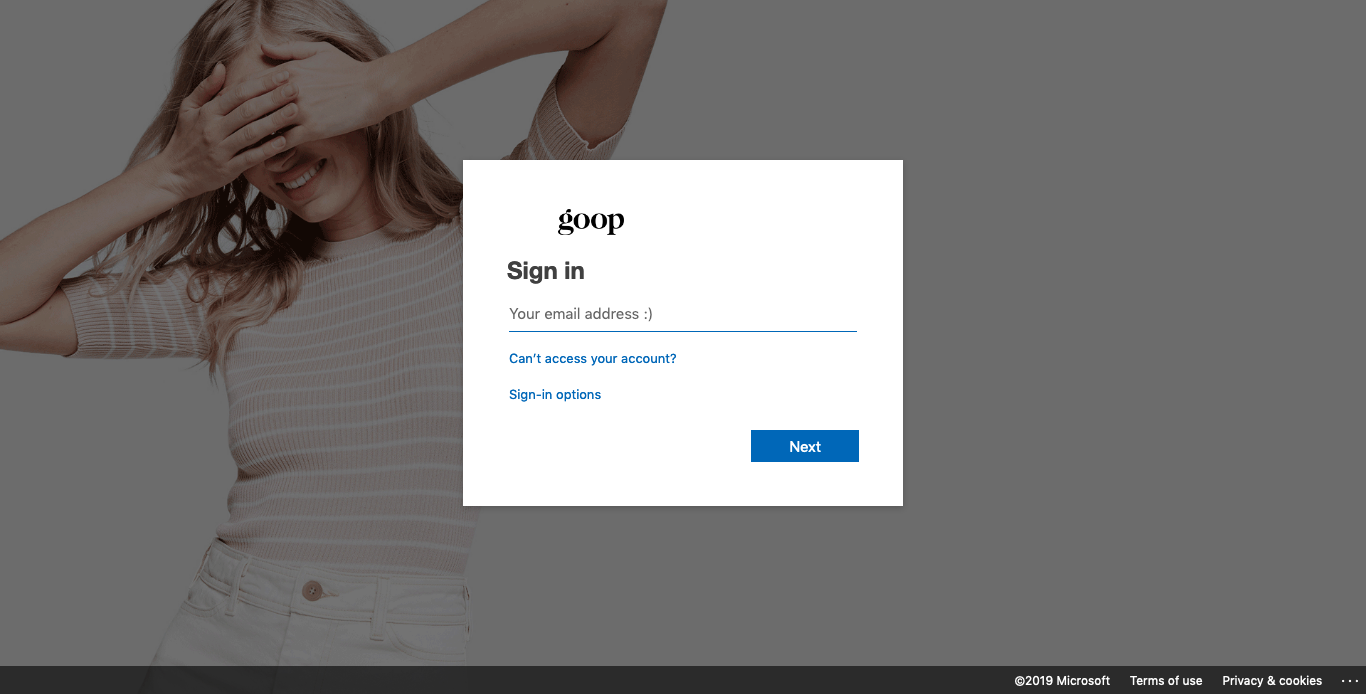 goop
Sign in
Your email address :)
Can't access your account?
Sign-in options
Next
©2019 Microsoft Terms of use Privacy & cookies ...